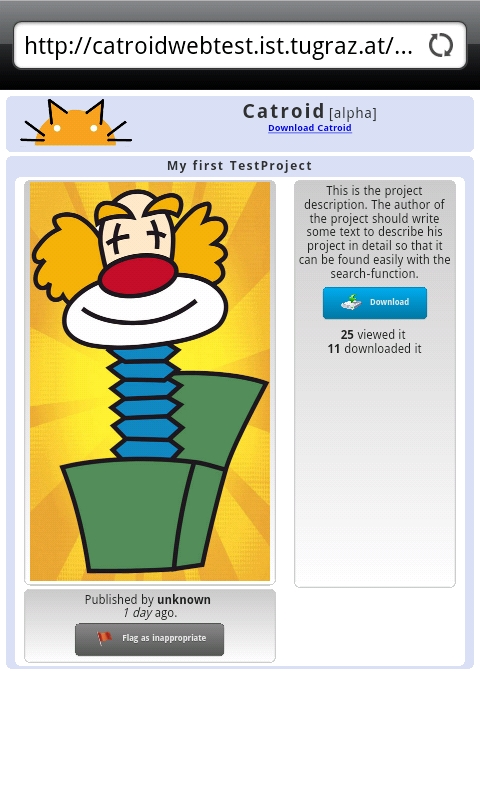 http://catroidwebtest.ist.tugraz.at/...
Catroid [alpha]
Download Catroid
My first TestProject
This is the project
description. The author of
the project should write
some text to describe his
project in detail so that it
can be found easily with the
search-function.
Download
25 viewed it
11 downloaded it
Published by unknown
1 day ago.
Flag as inappropriate